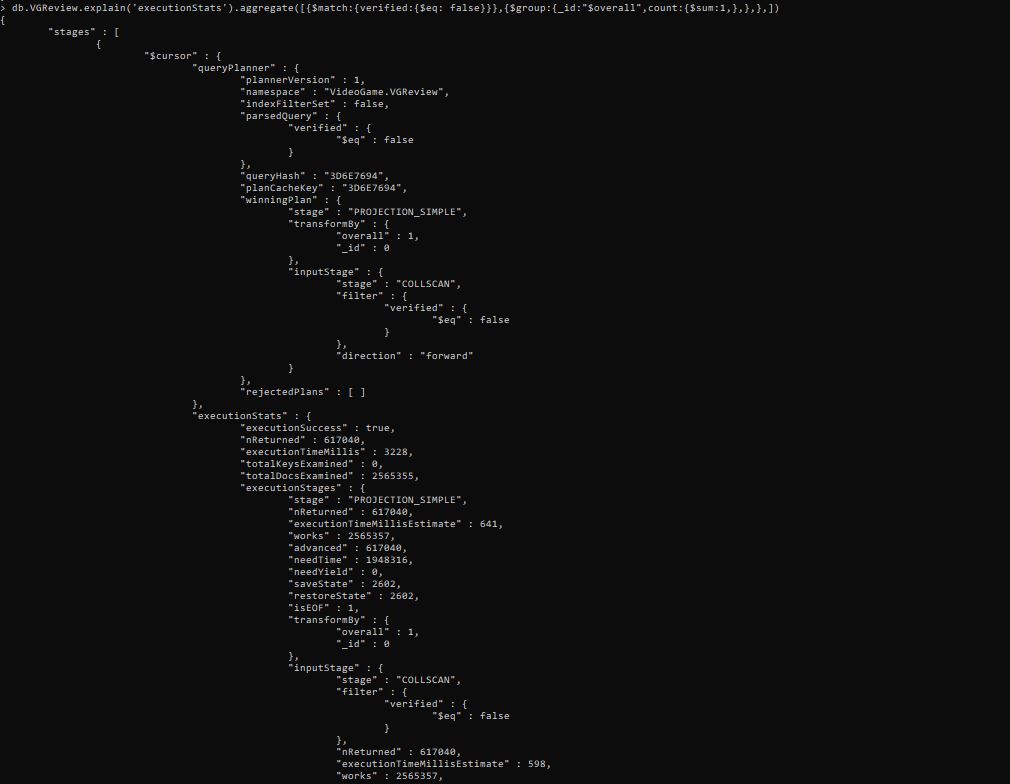 > db.VGReview.explain('executionStats').aggregate([{$match:{verified:{$eq: false}}},{$group:{_id:"$overall",count:{$sum:1,},},},])
{
"stages" : [
{
"$cursor" : {
"queryPlanner" : {
"plannerVersion" : 1,
"namespace" : "VideoGame.VGReview",
"indexFilterSet" : false,
"parsedQuery" : {
"verified" : {
"$eq" : false
}
},
"queryHash" : "3D6E7694",
"planCacheKey" : "3D6E7694",
"winningPlan" : {
"stage" : "PROJECTION_SIMPLE",
"transformBy" : {
"overall" : 1,
"_id" : 0
},
"inputStage" : {
"stage" : "COLLSCAN",
"filter" : {
"verified" : {
"$eq" : false
}
},
"direction" : "forward"
}
},
"rejectedPlans" : [ ]
},
"executionStats" : {
"executionSuccess" : true,
"nReturned" : 617040,
"executionTimeMillis" : 3228,
"totalKeysExamined" : 0,
"totalDocsExamined" : 2565355,
"executionStages" : {
"stage" : "PROJECTION_SIMPLE",
"nReturned" : 617040,
"executionTimeMillisEstimate" : 641,
"works" : 2565357,
"advanced" : 617040,
"needTime" : 1948316,
"needYield" : 0,
"saveState" : 2602,
"restoreState" : 2602,
"isEOF" : 1,
"transformBy" : {
"overall" : 1,
"_id" : 0
},
"inputStage" : {
"stage" : "COLLSCAN",
"filter" : {
"verified" : {
"$eq" : false
}
},
"nReturned" : 617040,
"executionTimeMillisEstimate" : 598,
"works" : 2565357,